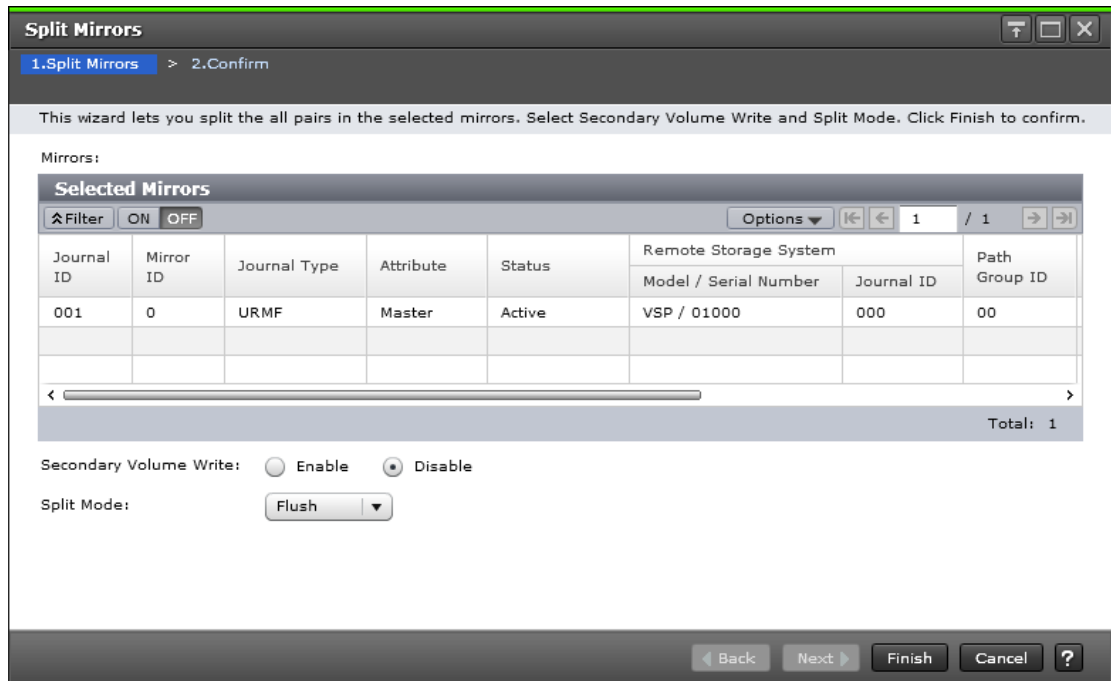 Split Mirrors
1.Split Mirrors > 2.Confirm
This wizard lets you split the all pairs in the selected mirrors. Select Secondary Volume Write and Split Mode. Click Finish to confirm.
Mirrors:
Selected Mirrors
Filter ON OFF Options 1 / 1
Journal ID Mirror ID Journal Type Attribute Status Remote Storage System Path Group ID
Model / Serial Number Journal ID
001 0 URMF Master Active VSP / 01000 000 00
Total: 1
Secondary Volume Write: Enable Disable
Split Mode: Flush
Back Next Finish Cancel ?